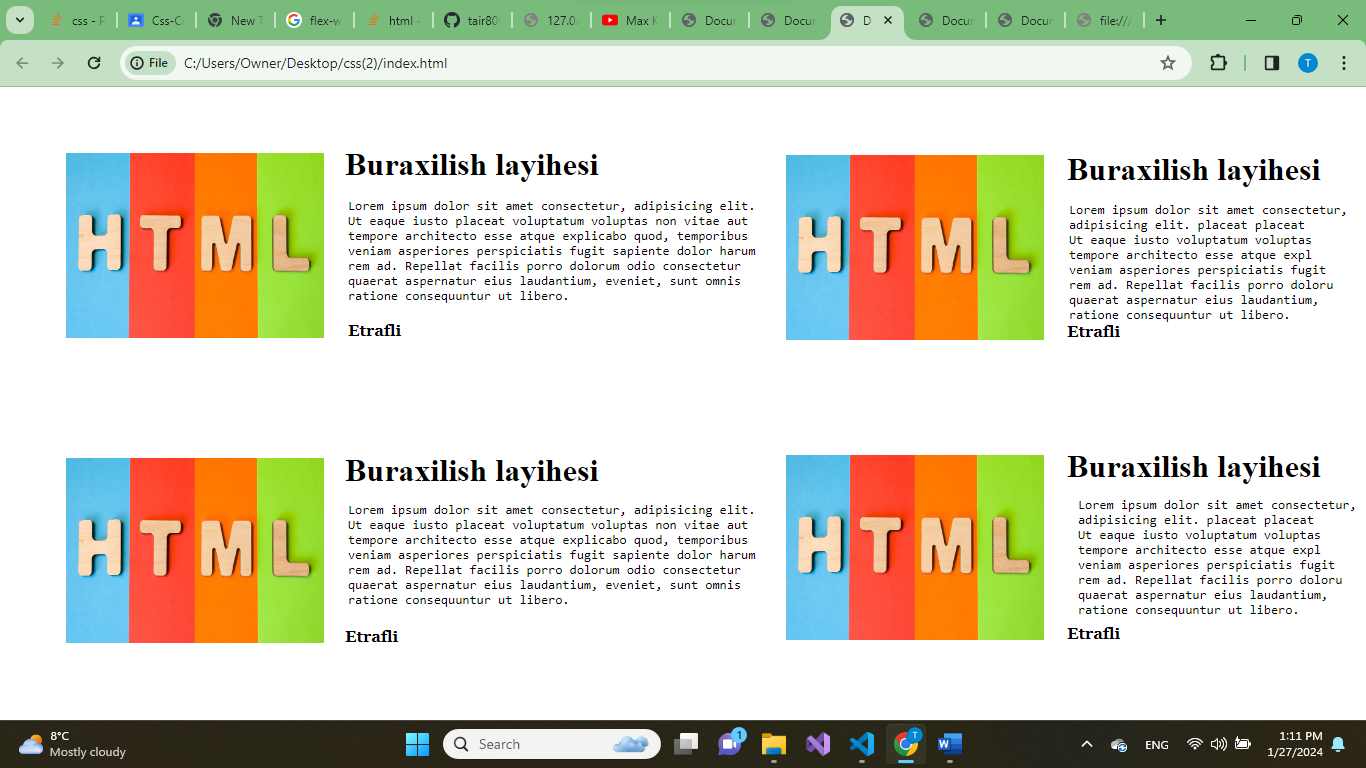 css - P
Css-Co
New T
flex-w
html -
tair80
127.0.
Max K
Docum
Docum
D
Docum
Docum
file:///
File
C:/Users/Owner/Desktop/css(2)/index.html
T
HTML
Buraxilish layihesi
Lorem ipsum dolor sit amet consectetur, adipisicing elit.
Ut eaque iusto placeat voluptatum voluptas non vitae aut
tempore architecto esse atque explicabo quod, temporibus
veniam asperiores perspiciatis fugit sapiente dolor harum
rem ad. Repellat facilis porro dolorum odio consectetur
quaerat aspernatur eius laudantium, eveniet, sunt omnis
ratione consequuntur ut libero.
Etrafli
HTML
Buraxilish layihesi
Lorem ipsum dolor sit amet consectetur,
adipisicing elit. placeat placeat
Ut eaque iusto voluptatum voluptas
tempore architecto esse atque expl
veniam asperiores perspiciatis fugit
rem ad. Repellat facilis porro doloru
quaerat aspernatur eius laudantium,
ratione consequuntur ut libero.
Etrafli
HTML
Buraxilish layihesi
Lorem ipsum dolor sit amet consectetur, adipisicing elit.
Ut eaque iusto placeat voluptatum voluptas non vitae aut
tempore architecto esse atque explicabo quod, temporibus
veniam asperiores perspiciatis fugit sapiente dolor harum
rem ad. Repellat facilis porro dolorum odio consectetur
quaerat aspernatur eius laudantium, eveniet, sunt omnis
ratione consequuntur ut libero.
Etrafli
HTML
Buraxilish layihesi
Lorem ipsum dolor sit amet consectetur,
adipisicing elit. placeat placeat
Ut eaque iusto voluptatum voluptas
tempore architecto esse atque expl
veniam asperiores perspiciatis fugit
rem ad. Repellat facilis porro doloru
quaerat aspernatur eius laudantium,
ratione consequuntur ut libero.
Etrafli
8°C
Mostly cloudy
Search
1
T
W
ENG
1:11 PM
1/27/2024